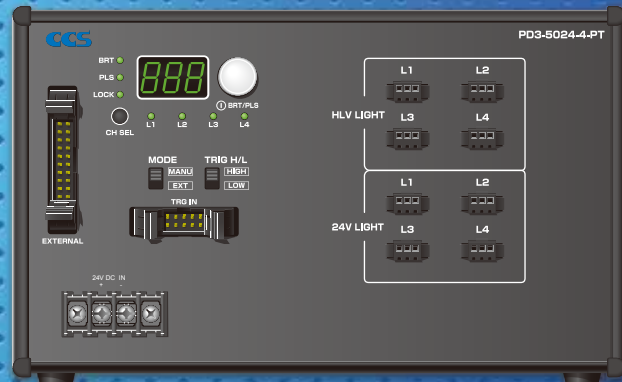 CCS
PD3-5024-4-PT
BRT
PLS
LOCK
888
BRT/PLS
CH SEL
L1 L2 L3 L4
MODE
MANU
EXT
TRIG H/L
HIGH
LOW
TRG IN
EXTERNAL
24V DC IN
+ -
HLV LIGHT
L1 L2
L3 L4
24V LIGHT
L1 L2
L3 L4